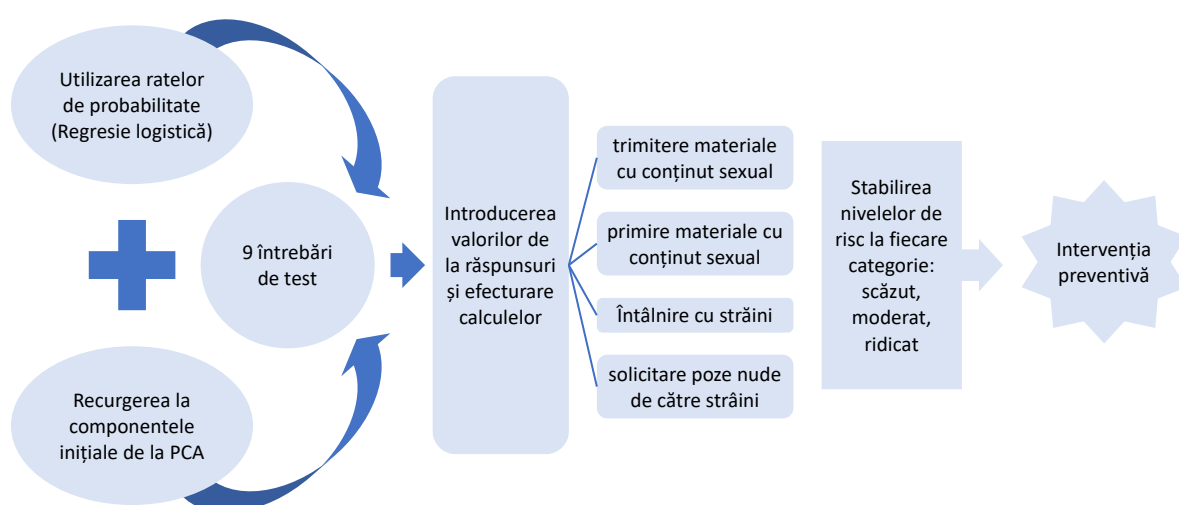 Utilizarea ratelor
de probabilitate
(Regresie logistică)
9 întrebări
de test
Recurgerea la
componentele
inițiale de la PCA
Introducerea
valorilor de
la răspunsuri
și efecturare
calculelor
trimitere materiale
cu conținut sexual
primire materiale cu
conținut sexual
Întâlnire cu străini
solicitare poze nude
de către strâini
Stabilirea
nivelelor de
risc la fiecare
categorie:
scăzut,
moderat,
ridicat
Intervenția
preventivă